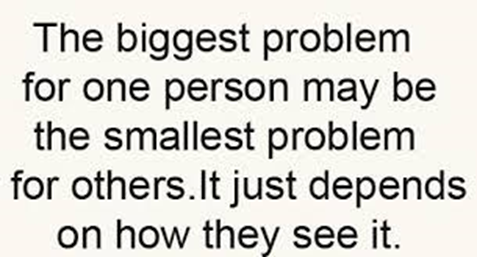 The biggest problem
for one person may be
the smallest problem
for others.It just depends
on how they see it.